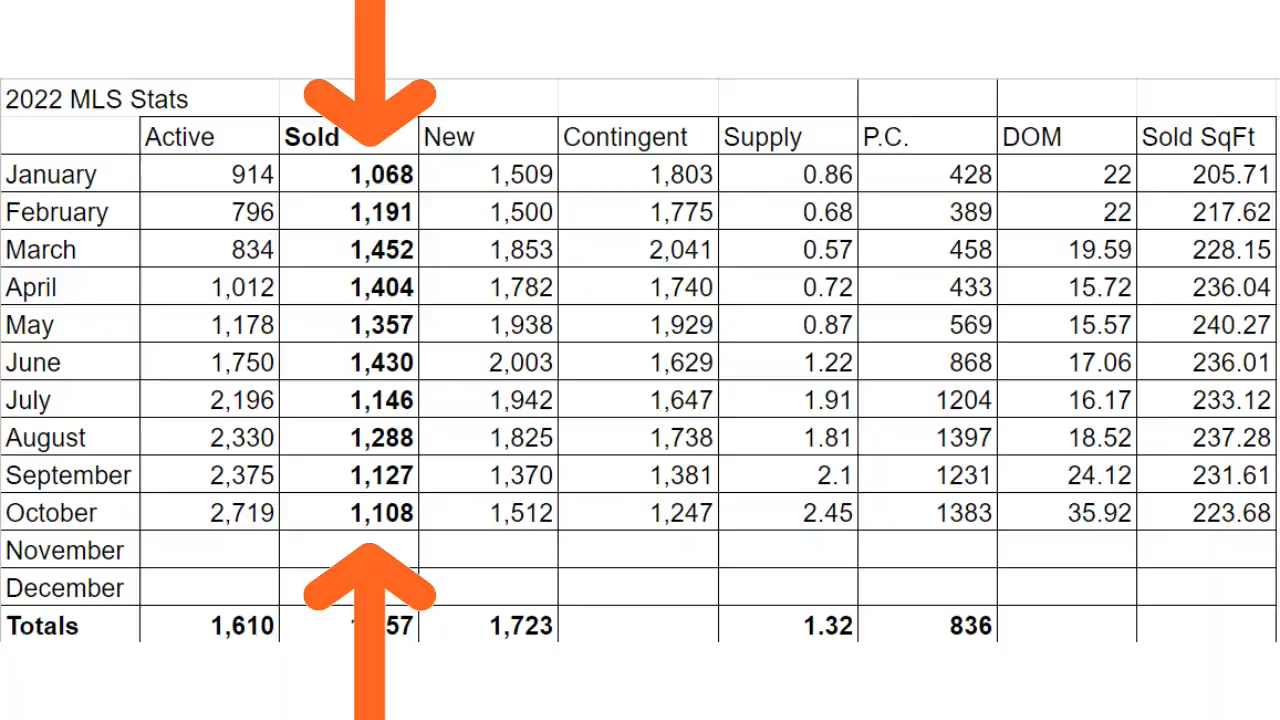 2022 MLS Stats
Active Sold New Contingent Supply P.C. DOM Sold SqFt
January 914 1,068 1,509 1,803 0.86 428 22 205.71
February 796 1,191 1,500 1,775 0.68 389 22 217.62
March 834 1,452 1,853 2,041 0.57 458 19.59 228.15
April 1,012 1,404 1,782 1,740 0.72 433 15.72 236.04
May 1,178 1,357 1,938 1,929 0.87 569 15.57 240.27
June 1,750 1,430 2,003 1,629 1.22 868 17.06 236.01
July 2,196 1,146 1,942 1,647 1.91 1204 16.17 233.12
August 2,330 1,288 1,825 1,738 1.81 1397 18.52 237.28
September 2,375 1,127 1,370 1,381 2.1 1231 24.12 231.61
October 2,719 1,108 1,512 1,247 2.45 1383 35.92 223.68
November
December
Totals 1,610 1,723 1.32 836